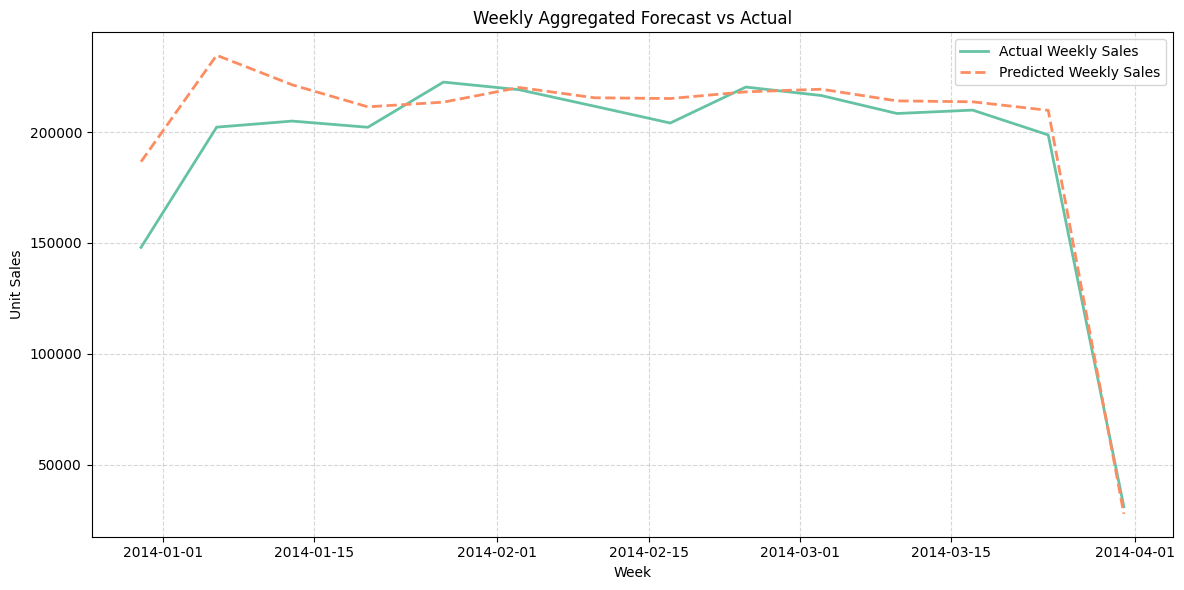 Weekly Aggregated Forecast vs Actual
Actual Weekly Sales
Predicted Weekly Sales
Unit Sales
200000
150000
100000
50000
2014-01-01 2014-01-15 2014-02-01 2014-02-15 2014-03-01 2014-03-15 2014-04-01
Week